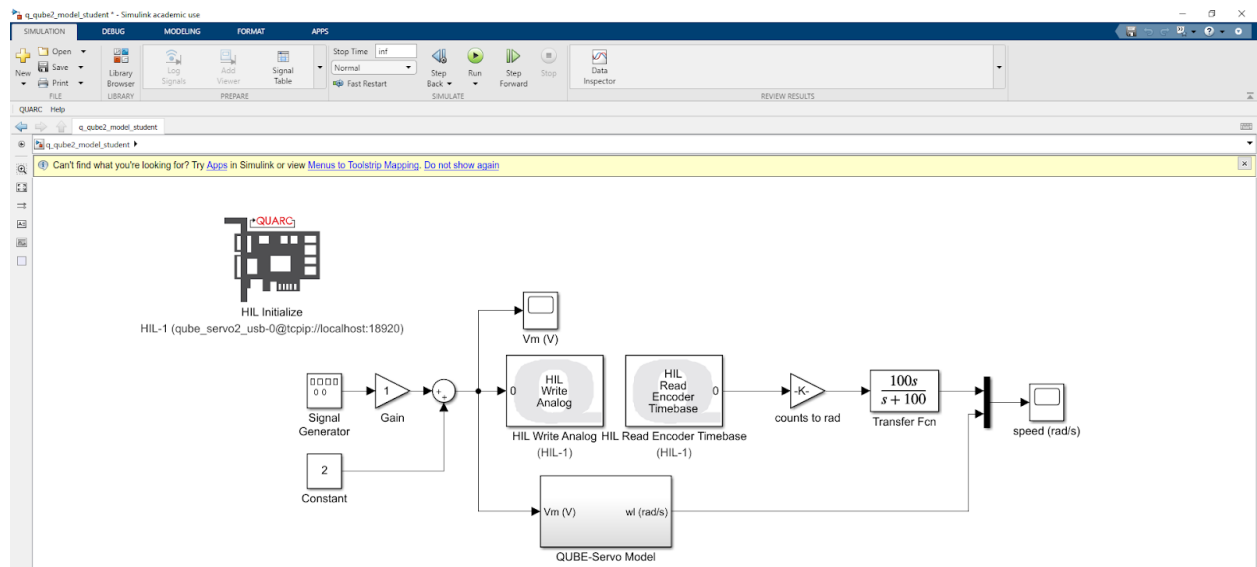 q_qube2_model_student * - Simulink academic use
SIMULATION DEBUG MODELING FORMAT APPS
New
Open
Save
Print
FILE
Library Browser
LIBRARY
Log Signals
Add Viewer
Signal Table
PREPARE
Stop Time inf
Normal
Fast Restart
Step Back
Run
Step Forward
Stop
SIMULATE
Data Inspector
REVIEW RESULTS
QUARC Help
q_qube2_model_student
q_qube2_model_student
Can't find what you're looking for? Try Apps in Simulink or view Menus to Toolstrip Mapping. Do not show again
QUARC
HIL Initialize
HIL-1 (qube_servo2_usb-0@tcpip://localhost:18920)
Vm (V)
Signal
Generator
1
Gain
+
+
0
HIL
Write
Analog
HIL Write Analog
(HIL-1)
HIL
Read
Encoder
Timebase
0
HIL Read Encoder Timebase
(HIL-1)
-K-
counts to rad
100s
s + 100
Transfer Fcn
speed (rad/s)
2
Constant
Vm (V) wl (rad/s)
QUBE-Servo Model